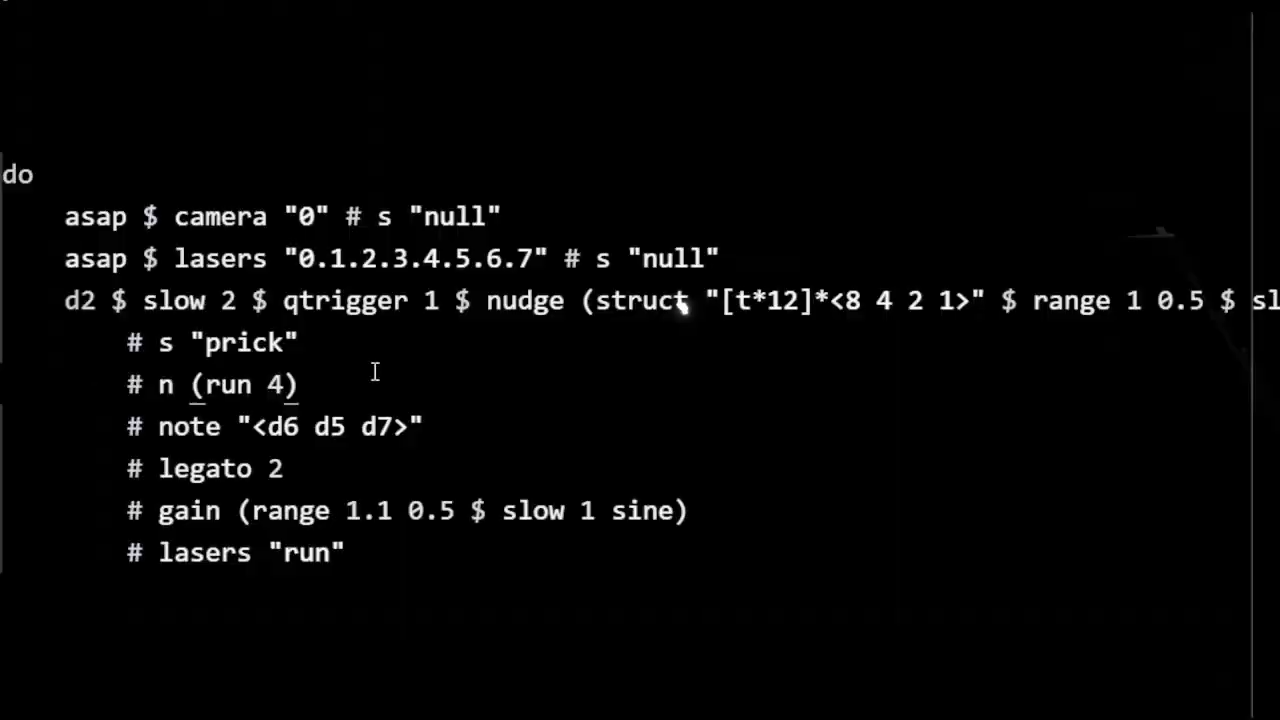 do
asap $ camera "0" # s "null"
asap $ lasers "0.1.2.3.4.5.6.7" # s "null"
d2 $ slow 2 $ qtrigger 1 $ nudge (struct "[t*12]*<8 4 2 1>" $ range 1 0.5 $ sl
# s "prick"
# n (run 4)
# note "<d6 d5 d7>"
# legato 2
# gain (range 1.1 0.5 $ slow 1 sine)
# lasers "run"